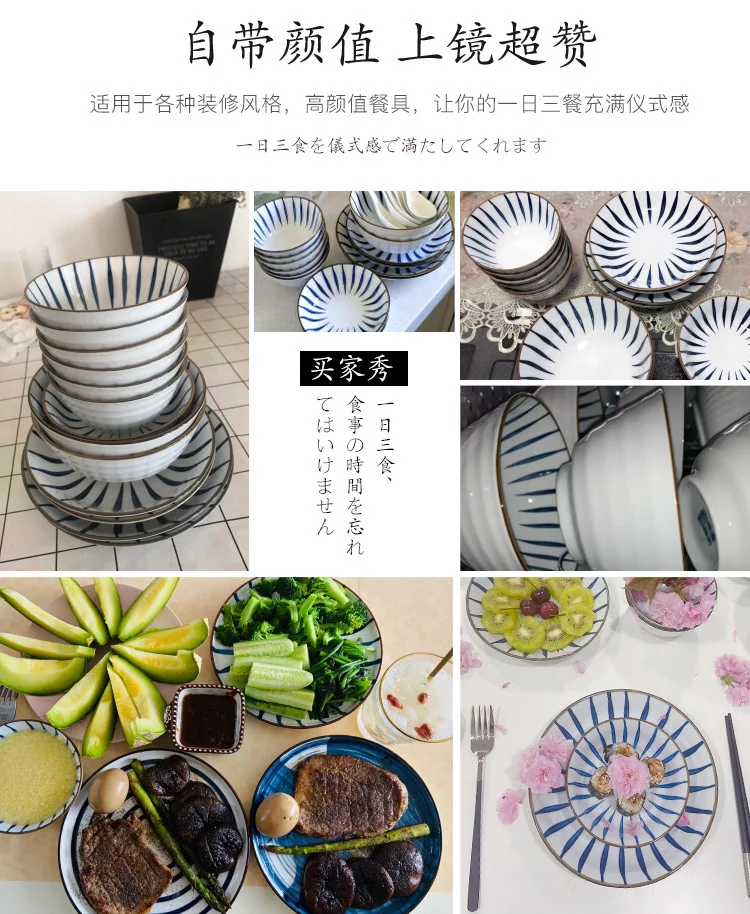 自带颜值 上镜超赞
适用于各种装修风格，高颜值餐具，让你的一日三餐充满仪式感
一日三食を儀式感で満たしてくれます
买家秀
一日三食、
食事の時間を忘れ
てはいけません